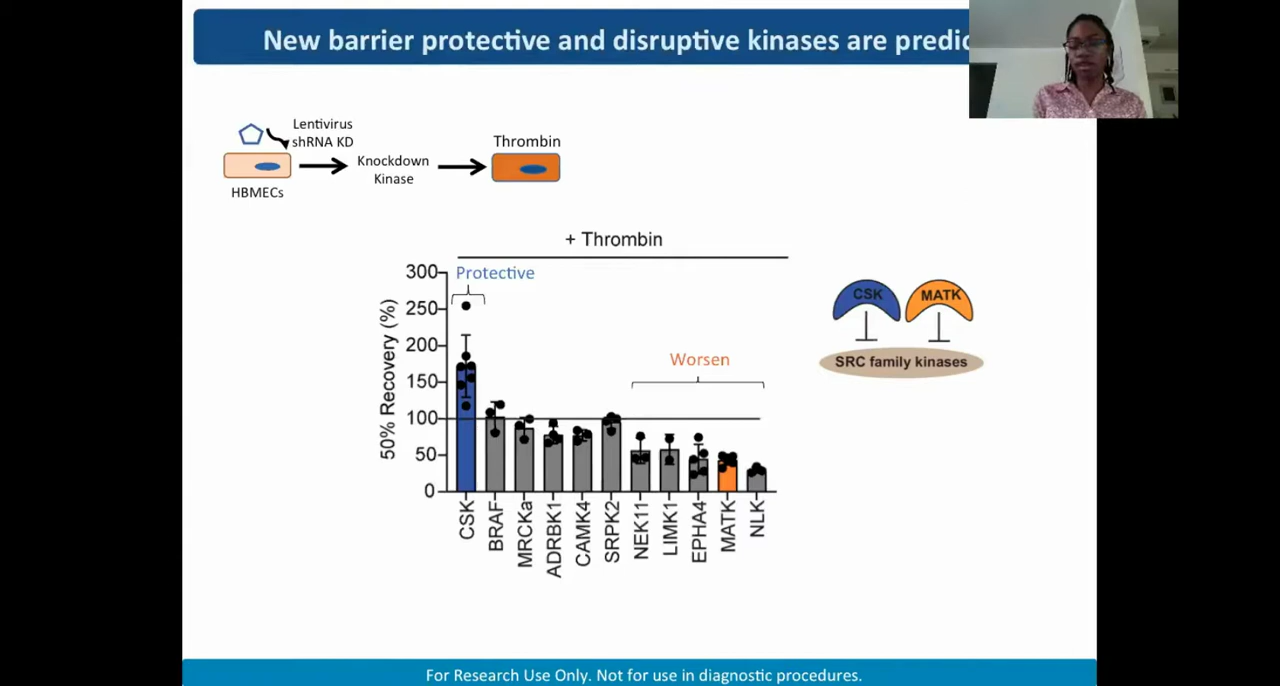 New barrier protective and disruptive kinases are
Lentivirus
shRNA KD
Thrombin
Knockdown
Kinase
HBMECs
+ Thrombin
Protective
Worsen
50% Recovery (%)
300
250
200
150
100
50
0
CSK
BRAF
MRCKa
ADRBK1
CAMK4
SRPK2
NEK11
LIMK1
EPHA4
MATK
NLK
CSK
MATK
SRC family kinases
For Research Use Only. Not for use in diagnostic procedures.